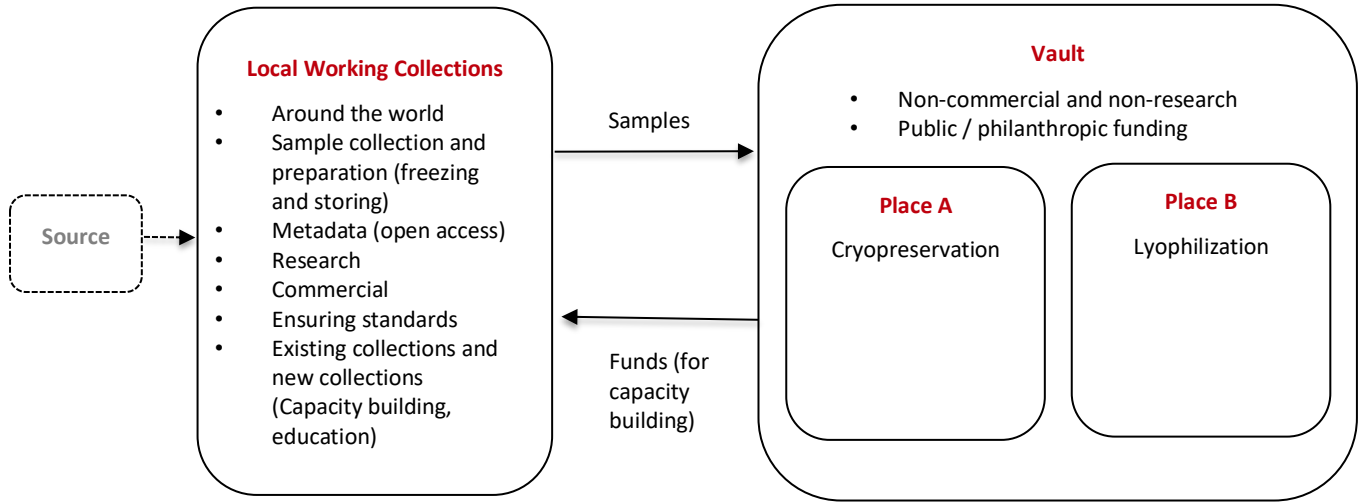 Source
Local Working Collections
• Around the world
• Sample collection and
preparation (freezing
and storing)
• Metadata (open access)
• Research
• Commercial
• Ensuring standards
• Existing collections and
new collections
(Capacity building,
education)
Samples
Funds (for
capacity
building)
Vault
• Non-commercial and non-research
• Public / philanthropic funding
Place A
Cryopreservation
Place B
Lyophilization